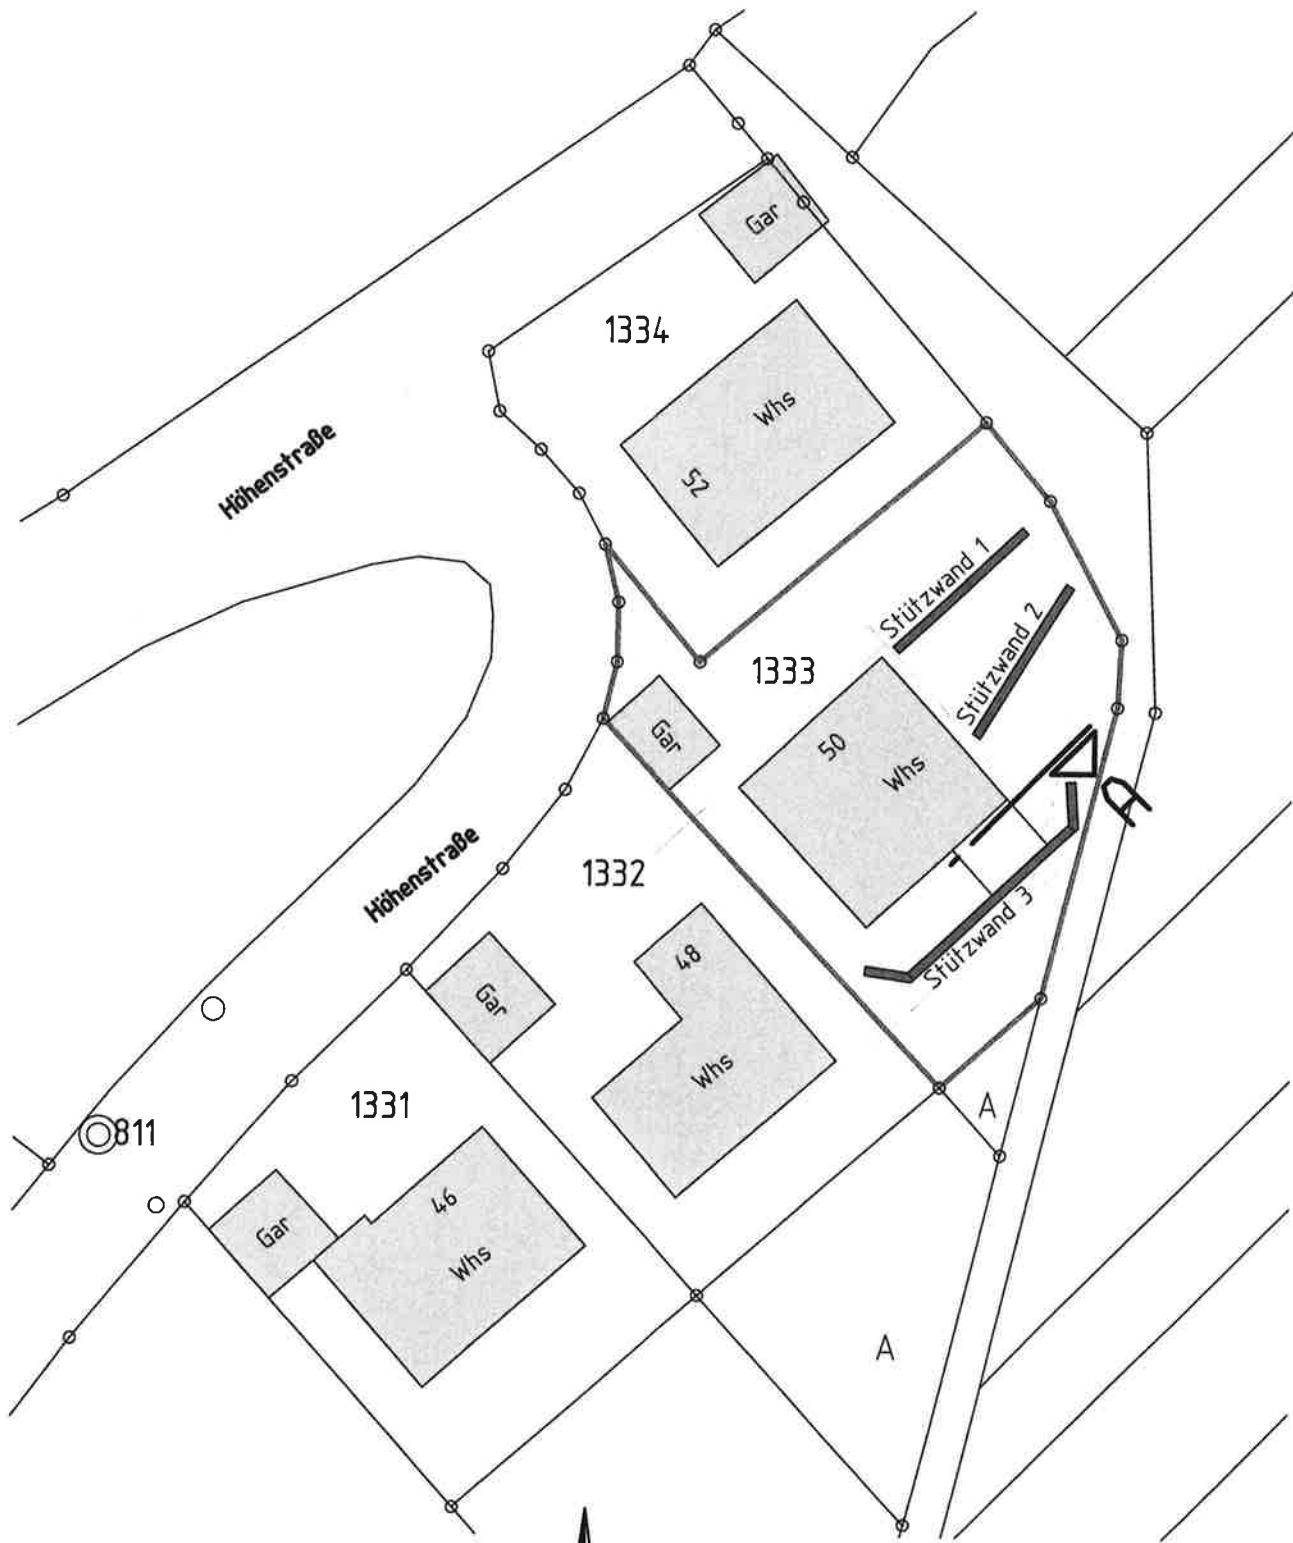 Gar
1334
Whs
52
Höhenstraße
Stützwand 1
Stützwand 2
1333
Gar
50
Whs
A
Stützwand 3
Höhenstraße
1332
48
Gar
Whs
A
1331
811
46
Gar
Whs
A